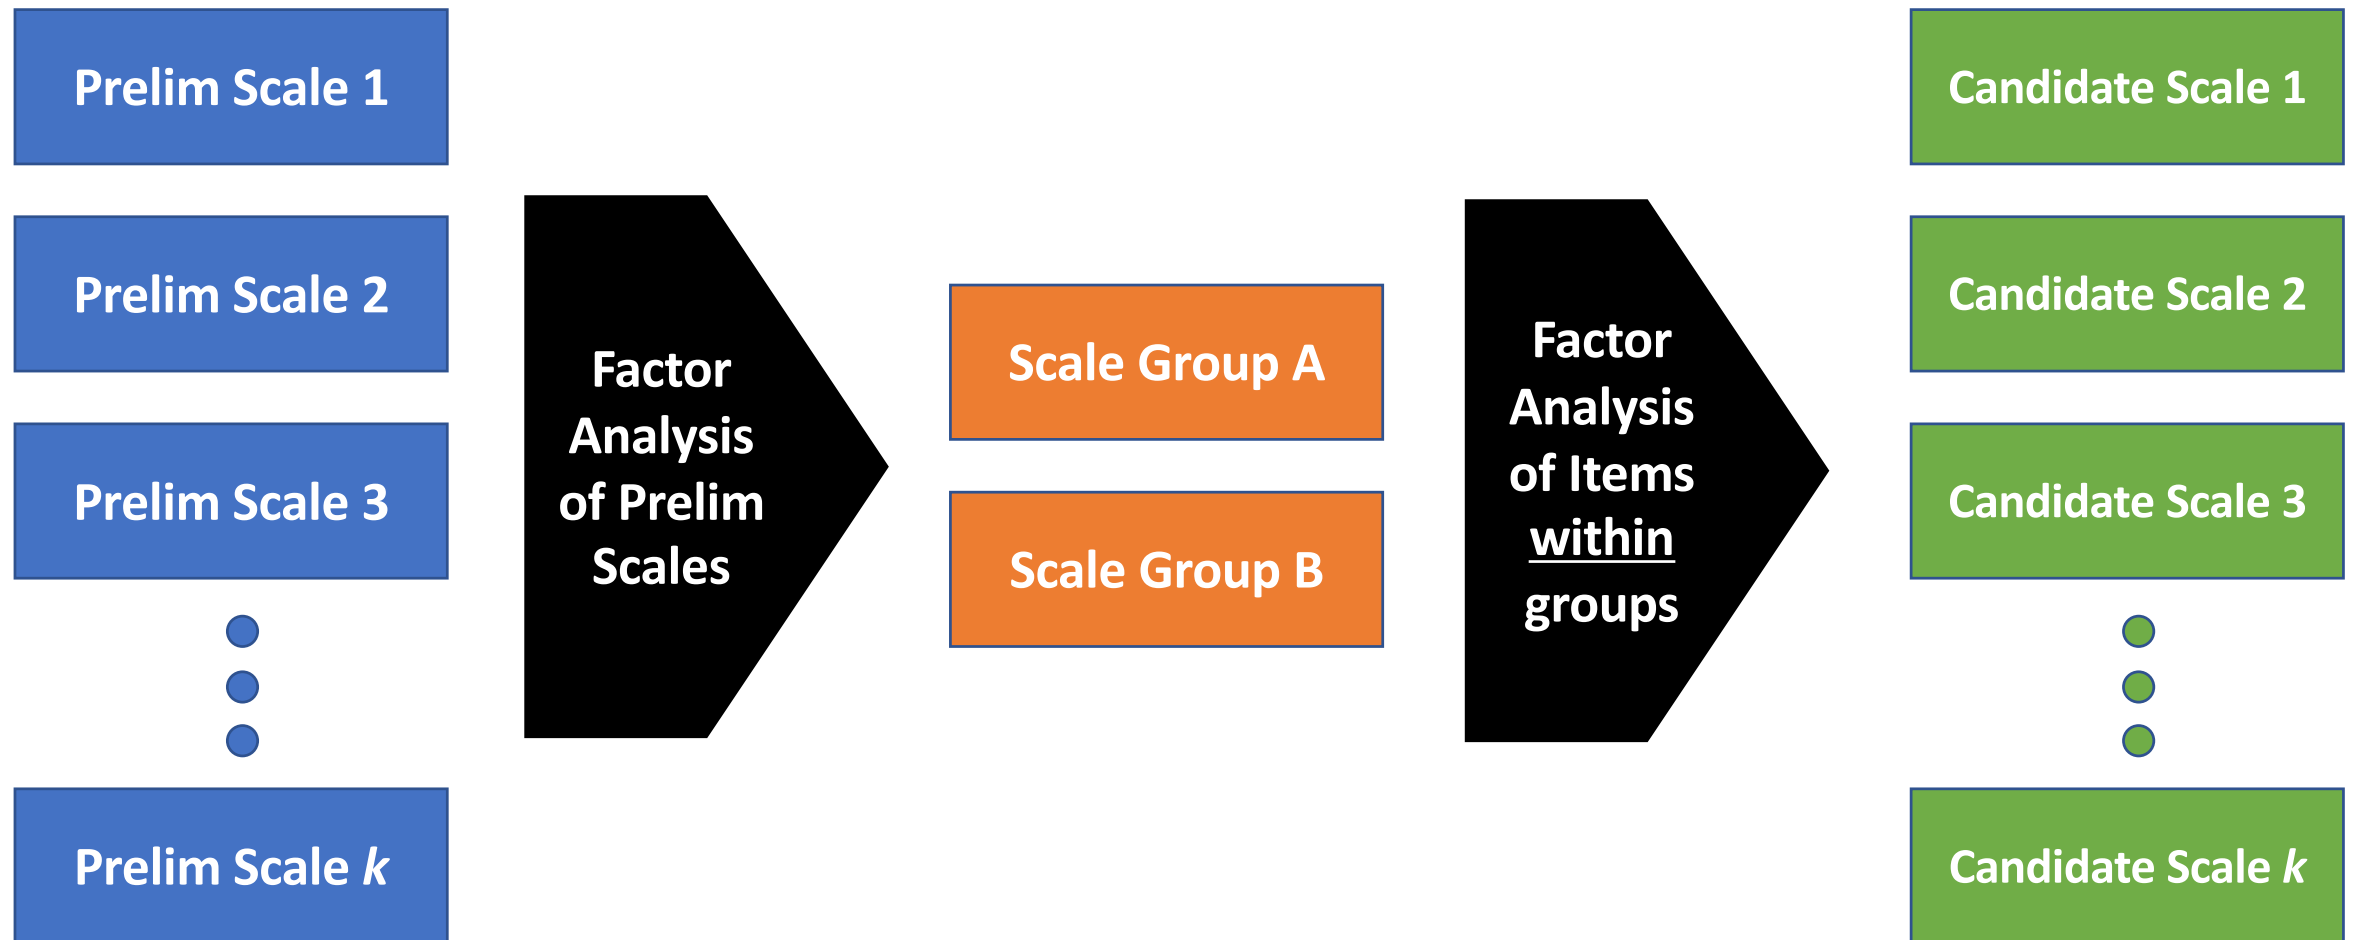 Prelim Scale 1
Prelim Scale 2
Prelim Scale 3
Prelim Scale k
Factor
Analysis
of Prelim
Scales
Scale Group A
Scale Group B
Factor
Analysis
of Items
within
groups
Candidate Scale 1
Candidate Scale 2
Candidate Scale 3
Candidate Scale k